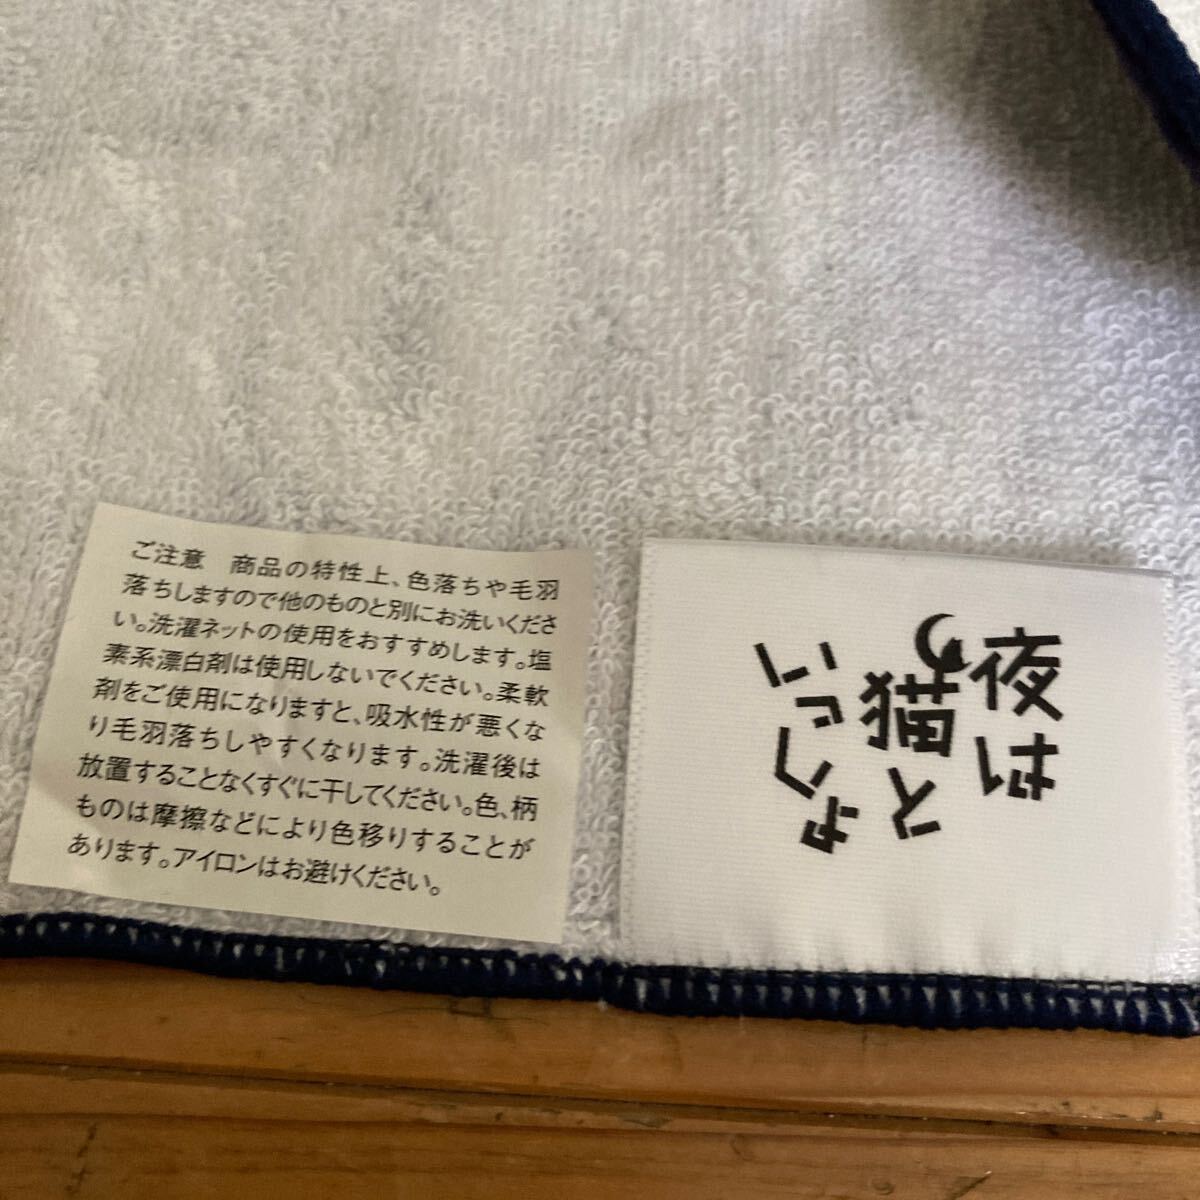 ご注意　商品の特性上、色落ちや毛羽
落ちしますので他のものと別にお洗いくださ
い。洗濯ネットの使用をおすすめします。塩
素系漂白剤は使用しないでください。柔軟
剤をご使用になりますと、吸水性が悪くな
り毛羽落ちしやすくなります。洗濯後は
放置することなくすぐに干してください。色、柄
ものは摩擦などにより色移りすることが
あります。アイロンはお避けください。
夜
猫